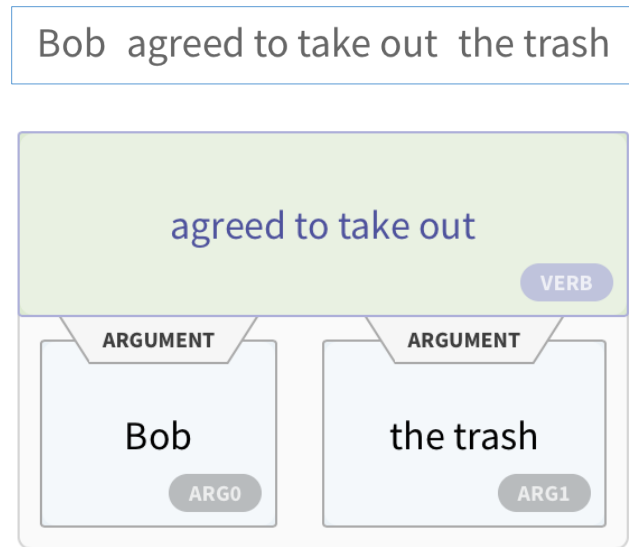 Bob agreed to take out the trash
agreed to take out
VERB
ARGUMENT ARGUMENT
Bob the trash
ARG0 ARG1